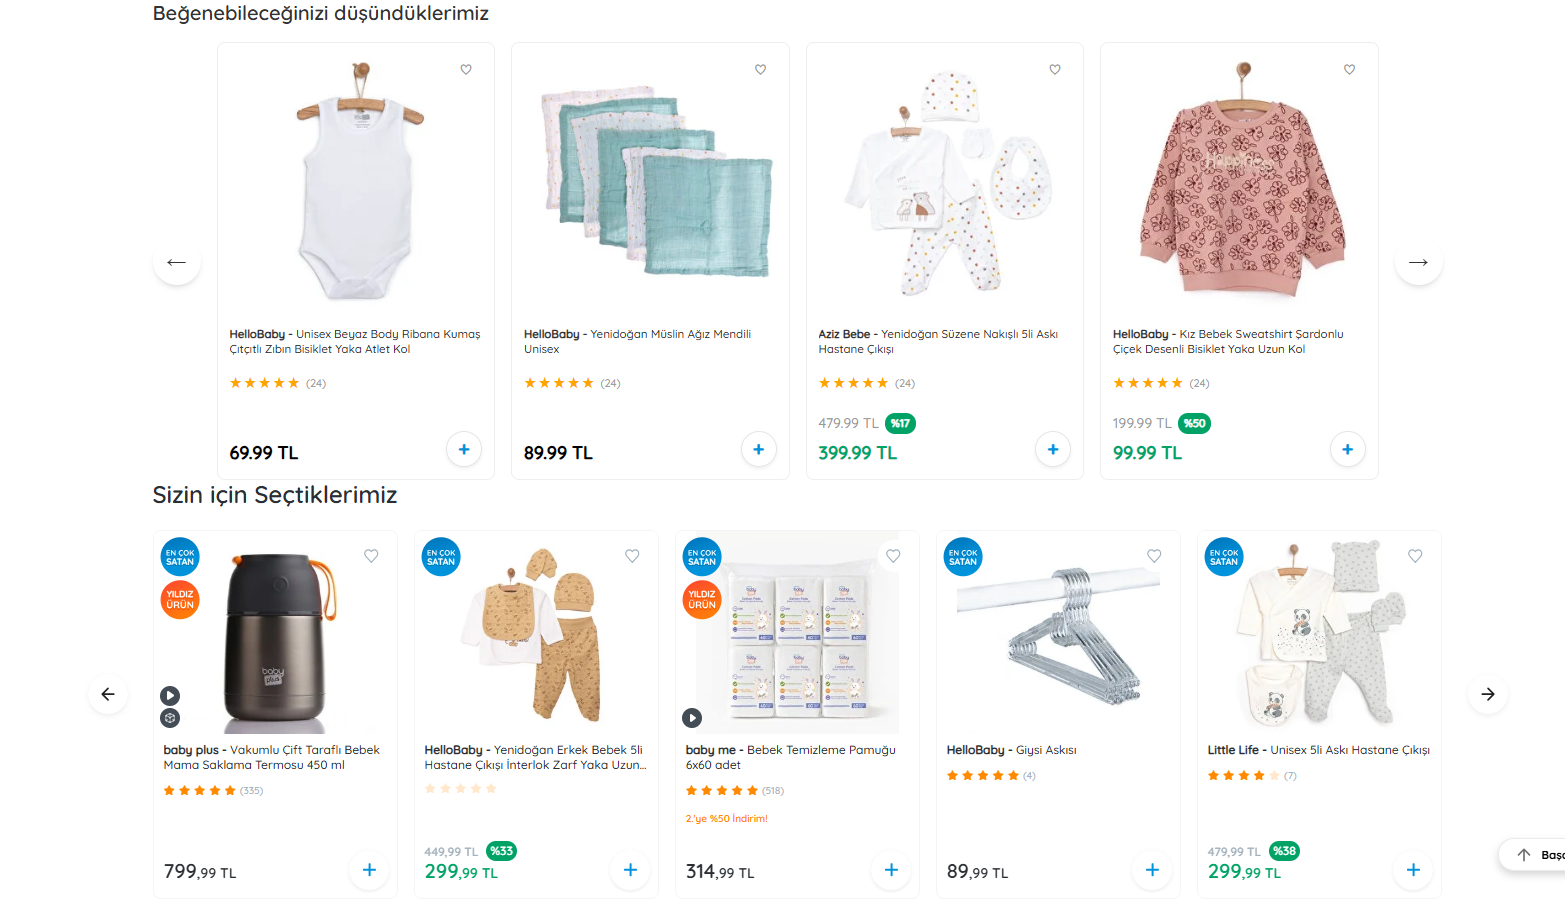 Beğenebileceğinizi düşündüklerimiz
HelloBaby - Unisex Beyaz Body Ribana Kumaş
Çıtçıtlı Zıbın Bisiklet Yaka Atlet Kol
(24)
69.99 TL
+
HelloBaby - Yenidoğan Müslin Ağız Mendili
Unisex
(24)
89.99 TL
+
Aziz Bebe - Yenidoğan Süzene Nakışlı 5li Askı
Hastane Çıkışı
(24)
479.99 TL %17
399.99 TL
+
HelloBaby - Kız Bebek Sweatshirt Şardonlu
Çiçek Desenli Bisiklet Yaka Uzun Kol
(24)
199.99 TL %50
99.99 TL
+
Sizin için Seçtiklerimiz
EN ÇOK
SATAN
YILDIZ
ÜRÜN
baby
plus
baby plus - Vakumlu Çift Taraflı Bebek
Mama Saklama Termosu 450 ml
(335)
799,99 TL
+
EN ÇOK
SATAN
HelloBaby - Yenidoğan Erkek Bebek 5li
Hastane Çıkışı İnterlok Zarf Yaka Uzun...
449,99 TL %33
299,99 TL
+
EN ÇOK
SATAN
YILDIZ
ÜRÜN
baby me - Bebek Temizleme Pamuğu
6x60 adet
(518)
2.'ye %50 İndirim!
314,99 TL
+
EN ÇOK
SATAN
HelloBaby - Giysi Askısı
(4)
89,99 TL
+
EN ÇOK
SATAN
Little Life - Unisex 5li Askı Hastane Çıkışı
(7)
479,99 TL %38
299,99 TL
+